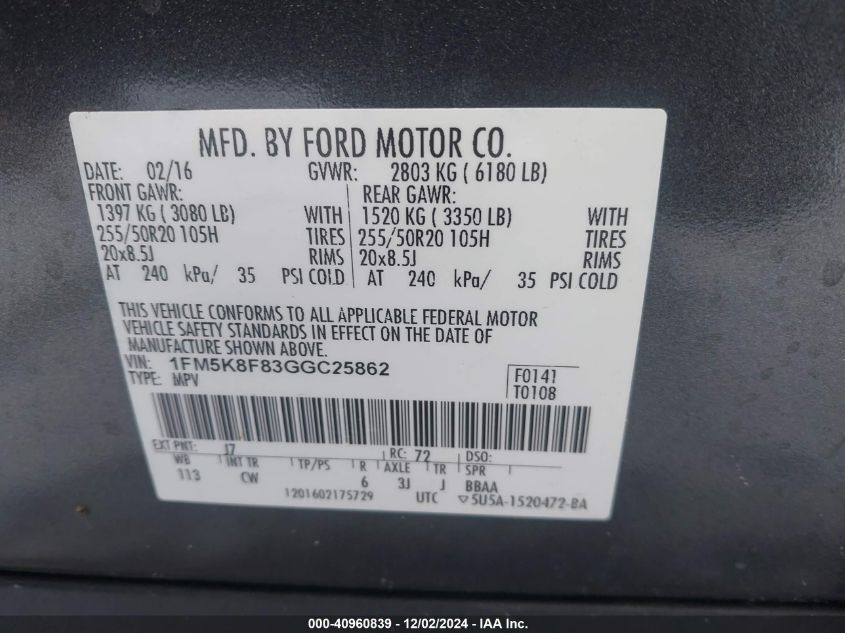 MFD. BY FORD MOTOR CO.
DATE: 02/16 GVWR: 2803 KG ( 6180 LB)
FRONT GAWR: REAR GAWR:
1397 KG ( 3080 LB) WITH 1520 KG ( 3350 LB) WITH
255/50R20 105H TIRES 255/50R20 105H TIRES
20x8.5J RIMS 20x8.5J RIMS
AT 240 kPa/ 35 PSI COLD AT 240 kPa/ 35 PSI COLD
THIS VEHICLE CONFORMS TO ALL APPLICABLE FEDERAL MOTOR
VEHICLE SAFETY STANDARDS IN EFFECT ON THE DATE OF
MANUFACTURE SHOWN ABOVE.
VIN: 1FM5K8F83GGC25862
TYPE: MPV
F0141
T0108
EXT PNT: J7 RC: 72 DSO:
WB INT TR TP/PS R AXLE TR SPR
113 CW 6 3J J BBAA
1201602175729 UTC ▽5U5A-1520472-BA
000-40960839 - 12/02/2024 - IAA Inc.